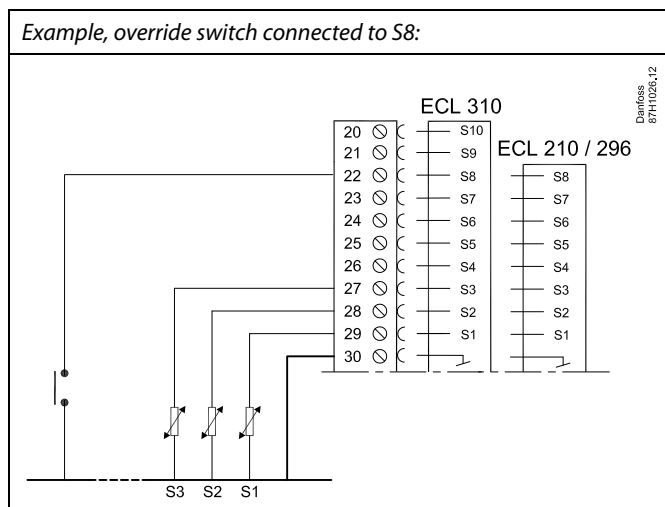 Example, override switch connected to S8:
Danfoss
87H1026.12
ECL 310
ECL 210 / 296
20 S10
21 S9
22 S8 S8
23 S7 S7
24 S6 S6
25 S5 S5
26 S4 S4
27 S3 S3
28 S2 S2
29 S1 S1
30
S3 S2 S1